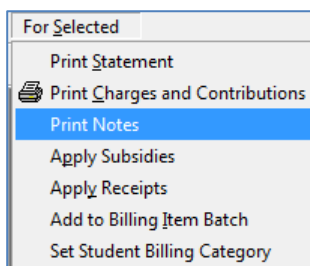 For Selected
Print Statement
Print Charges and Contributions
Print Notes
Apply Subsidies
Apply Receipts
Add to Billing Item Batch
Set Student Billing Category